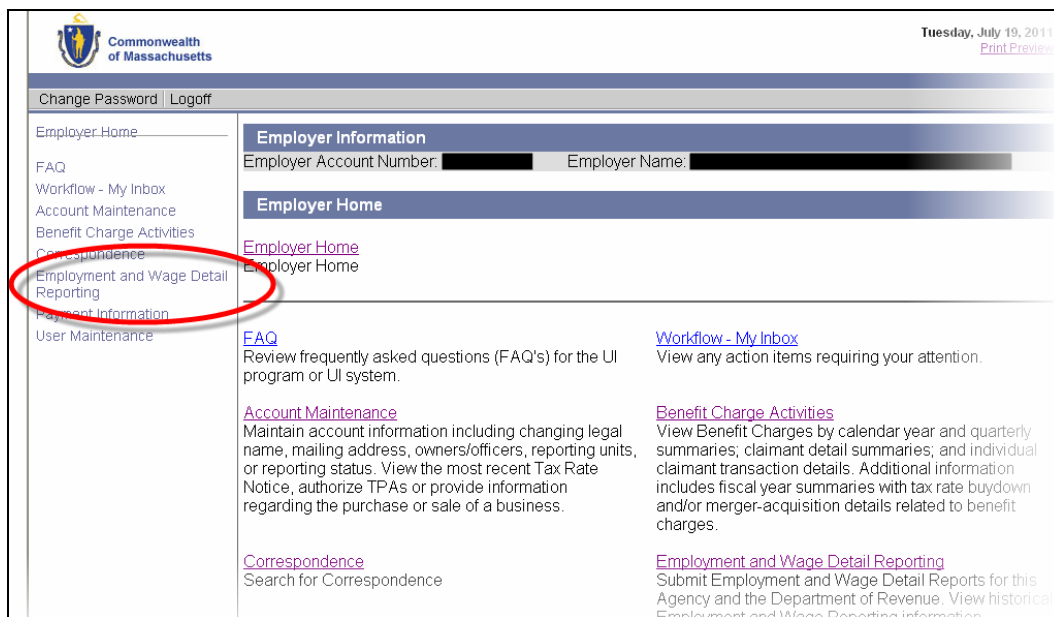 Commonwealth
of Massachusetts
Tuesday, July 19, 2011
Print Preview
Change Password | Logoff
Employer Home
FAQ
Workflow - My Inbox
Account Maintenance
Benefit Charge Activities
Correspondence
Employment and Wage Detail
Reporting
Payment Information
User Maintenance
Employer Information
Employer Account Number: Employer Name:
Employer Home
Employer Home
Employer Home
FAQ
Review frequently asked questions (FAQ's) for the UI
program or UI system.
Workflow - My Inbox
View any action items requiring your attention.
Account Maintenance
Maintain account information including changing legal
name, mailing address, owners/officers, reporting units,
or reporting status. View the most recent Tax Rate
Notice, authorize TPAs or provide information
regarding the purchase or sale of a business.
Benefit Charge Activities
View Benefit Charges by calendar year and quarterly
summaries; claimant detail summaries; and individual
claimant transaction details. Additional information
includes fiscal year summaries with tax rate buydown
and/or merger-acquisition details related to benefit
charges.
Correspondence
Search for Correspondence
Employment and Wage Detail Reporting
Submit Employment and Wage Detail Reports for this
Agency and the Department of Revenue. View historical
Employment and Wage Reporting information